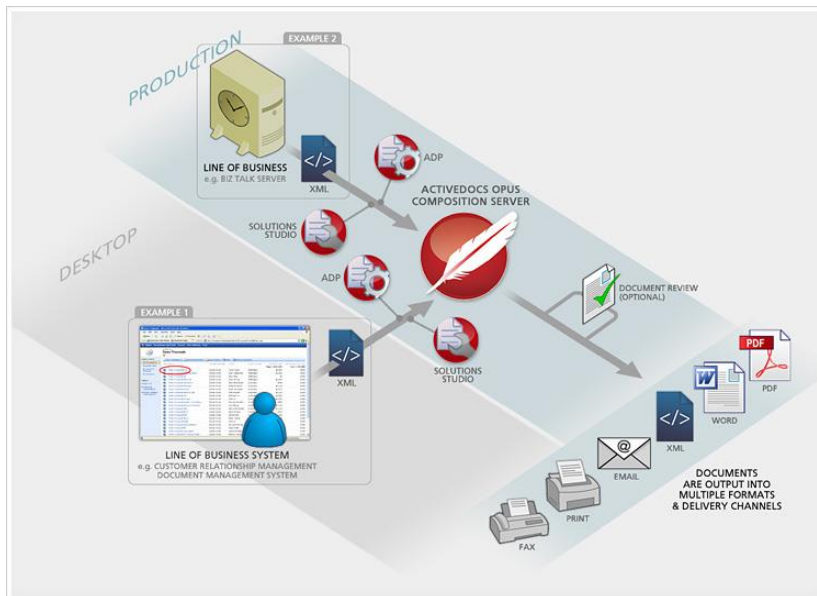 EXAMPLE 2
PRODUCTION
LINE OF BUSINESS
e.g. BIZ TALK SERVER
</>
XML
ADP
ACTIVEDOCS OPUS
COMPOSITION SERVER
SOLUTIONS
STUDIO
DESKTOP
ADP
DOCUMENT REVIEW
(OPTIONAL)
EXAMPLE 1
</>
XML
SOLUTIONS
STUDIO
PDF
PDF
W
WORD
</>
XML
@
EMAIL
PRINT
FAX
LINE OF BUSINESS SYSTEM
e.g. CUSTOMER RELATIONSHIP MANAGEMENT
DOCUMENT MANAGEMENT SYSTEM
DOCUMENTS
ARE OUTPUT INTO
MULTIPLE FORMATS
& DELIVERY CHANNELS